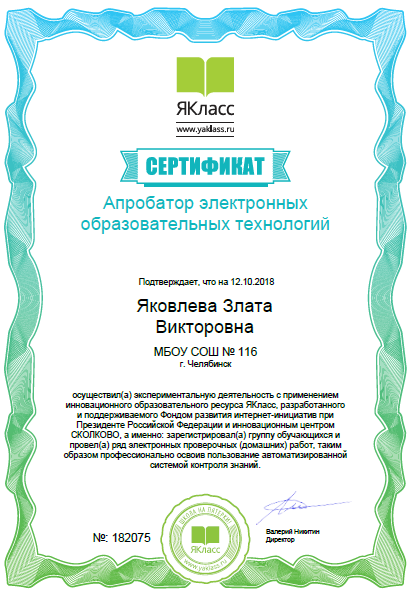 ЯКласс
www.yaklass.ru
СЕРТИФИКАТ
Апробатор электронных
образовательных технологий
Подтверждает, что на 12.10.2018
Яковлева Злата
Викторовна
МБОУ СОШ № 116
г. Челябинск
осуществил(а) экспериментальную деятельность с применением
инновационного образовательного ресурса ЯКласс, разработанного
и поддерживаемого Фондом развития интернет-инициатив при
Президенте Российской Федерации и инновационным центром
СКОЛКОВО, а именно: зарегистрировал(а) группу обучающихся и
провел(а) ряд электронных проверочных (домашних) работ, таким
образом профессионально освоив пользование автоматизированной
системой контроля знаний.
№: 182075
ШКОЛА НА ПЯТЕРКУ!
ЯКласс
www.yaklass.ru
Валерий Никитин
Директор